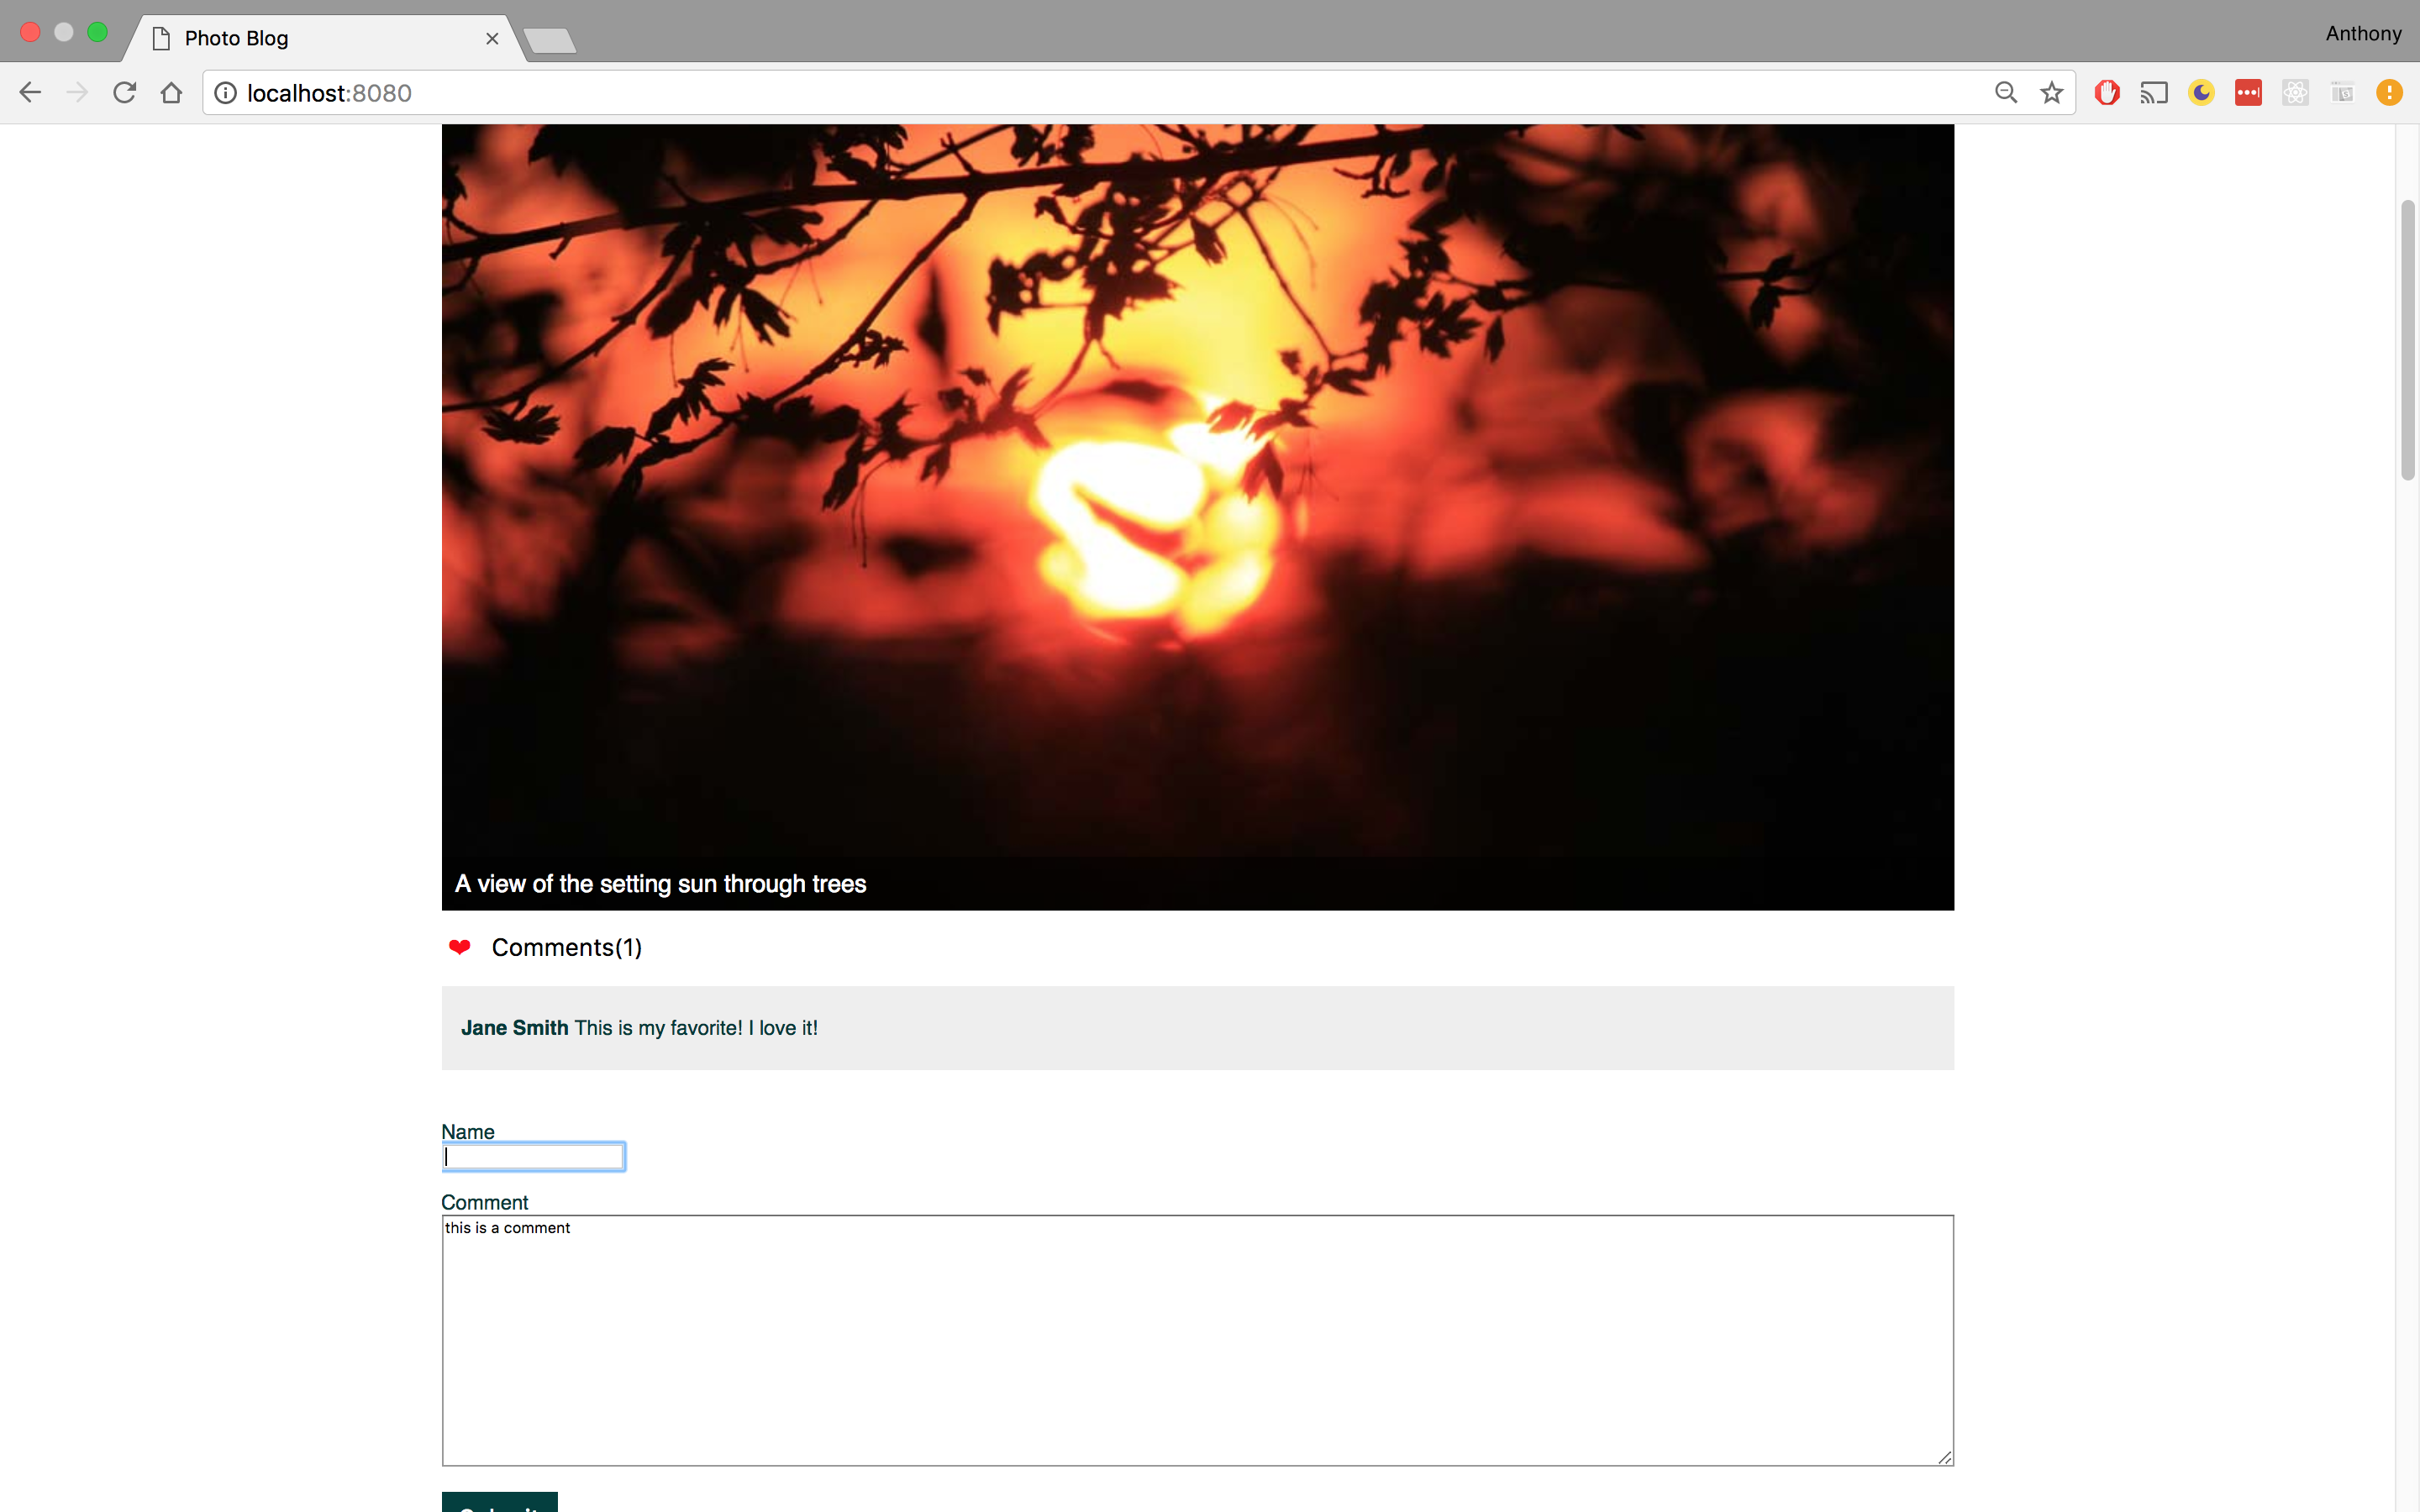 Photo Blog
Anthony
localhost:8080
A view of the setting sun through trees
❤ Comments(1)
Jane Smith This is my favorite! I love it!
Name
Comment
this is a comment
Submit